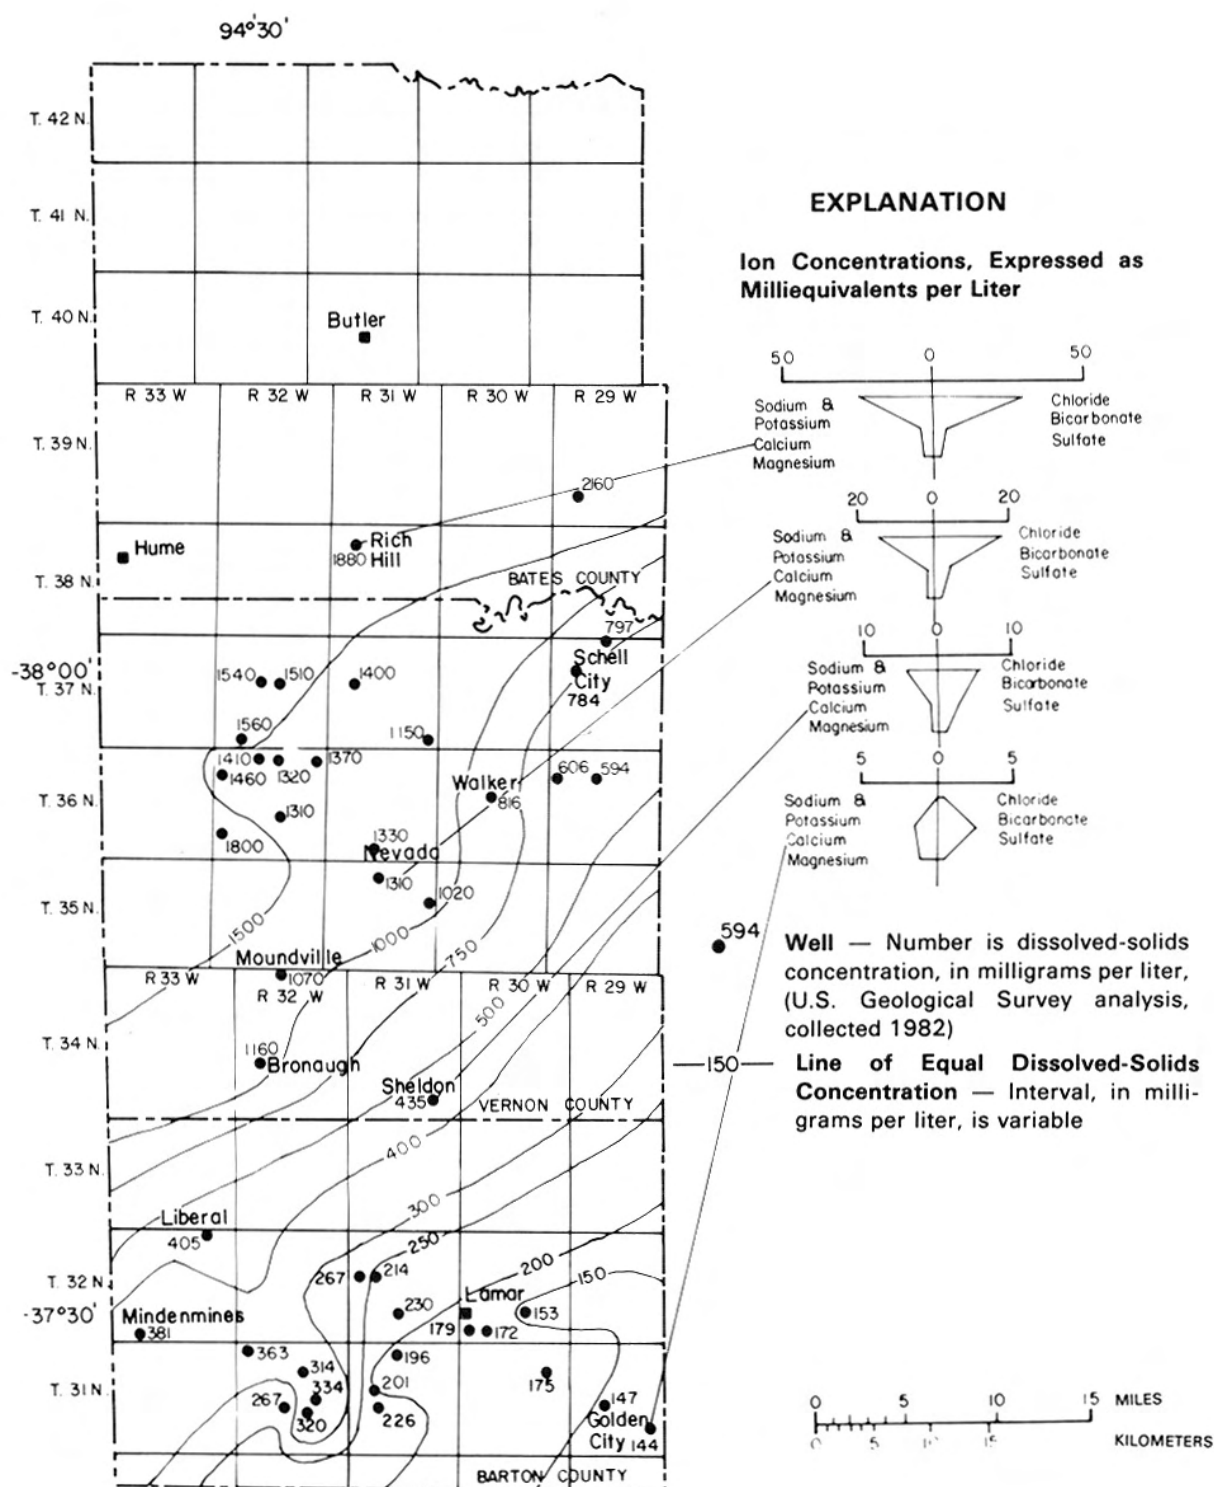 94°30'
T. 42 N.
T. 41 N.
T. 40 N.
Butler
R 33 W R 32 W R 31 W R 30 W R 29 W
T. 39 N.
2160
Rich
Hill
1880
Hume
T. 38 N.
BATES COUNTY
797
-38°00'
T. 37 N.
1540
1510
1400
Schell
City
784
1560
1150
1410
1460
1320
1370
Walker
816
606
594
T. 36 N.
1310
1800
1330
Nevada
1310
1020
T. 35 N.
1500
1000
750
Moundville
1070
R 33 W R 32 W R 31 W R 30 W R 29 W
500
T. 34 N.
1160
Bronaugh
Sheldon
435
VERNON COUNTY
400
T. 33 N.
300
Liberal
405
250
200
150
T. 32 N.
267
214
-37°30'
Mindenmines
381
230
Lamar
153
179
172
363
314
196
T. 31 N.
334
267
320
201
226
175
147
Golden
City 144
BARTON COUNTY
EXPLANATION
Ion Concentrations, Expressed as
Milliequivalents per Liter
50 0 50
Sodium & Chloride
Potassium Bicarbonate
Calcium Sulfate
Magnesium
20 0 20
Sodium & Chloride
Potassium Bicarbonate
Calcium Sulfate
Magnesium
10 0 10
Sodium & Chloride
Potassium Bicarbonate
Calcium Sulfate
Magnesium
5 0 5
Sodium & Chloride
Potassium Bicarbonate
Calcium Sulfate
Magnesium
594
Well — Number is dissolved-solids
concentration, in milligrams per liter,
(U.S. Geological Survey analysis,
collected 1982)
150
Line of Equal Dissolved-Solids
Concentration — Interval, in milli-
grams per liter, is variable
0 5 10 15 MILES
0 5 10 15 KILOMETERS